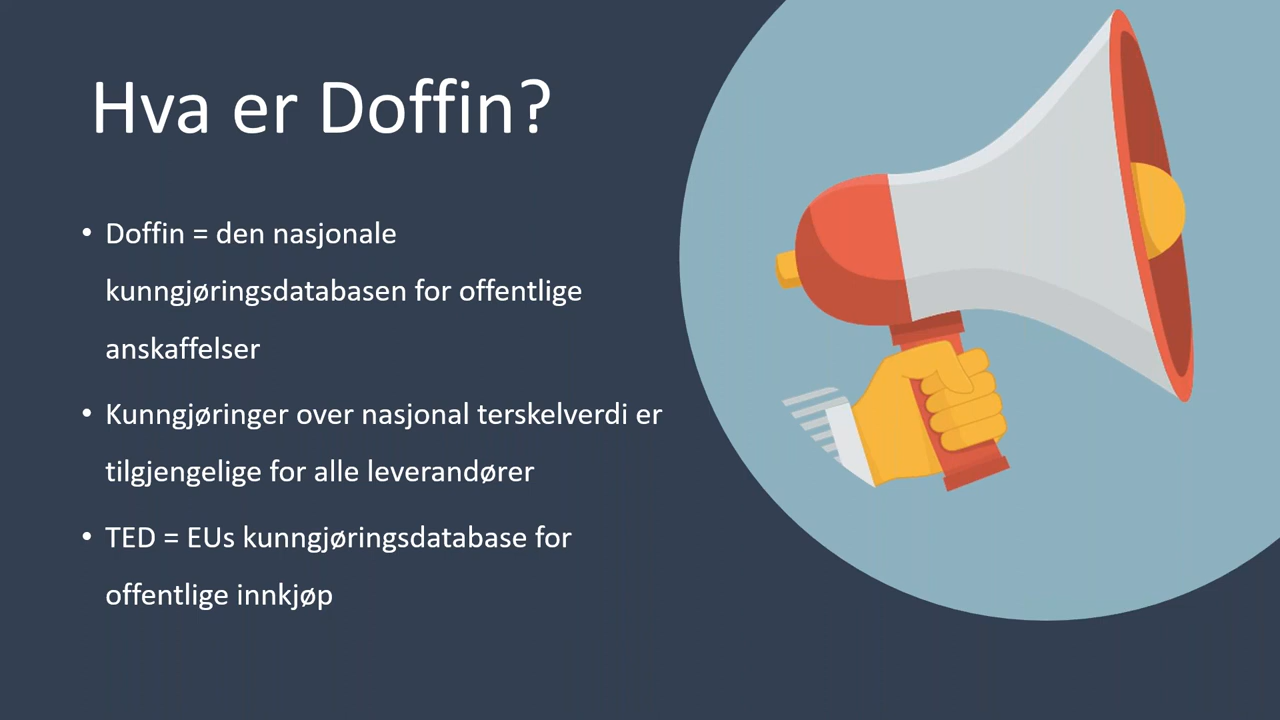 Hva er Doffin?
• Doffin = den nasjonale
kunngjøringsdatabasen for offentlige
anskaffelser
• Kunngjøringer over nasjonal terskelverdi er
tilgjengelige for alle leverandører
• TED = EUs kunngjøringsdatabase for
offentlige innkjøp